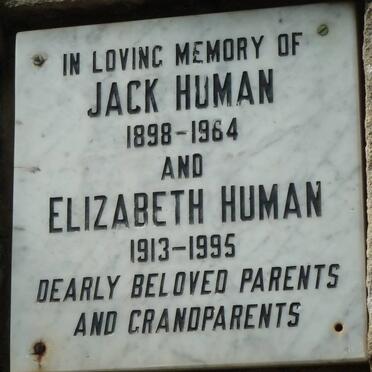 IN LOVING MEMORY OF
JACK HUMAN
1898-1964
AND
ELIZABETH HUMAN
1913-1995
DEARLY BELOVED PARENTS
AND GRANDPARENTS